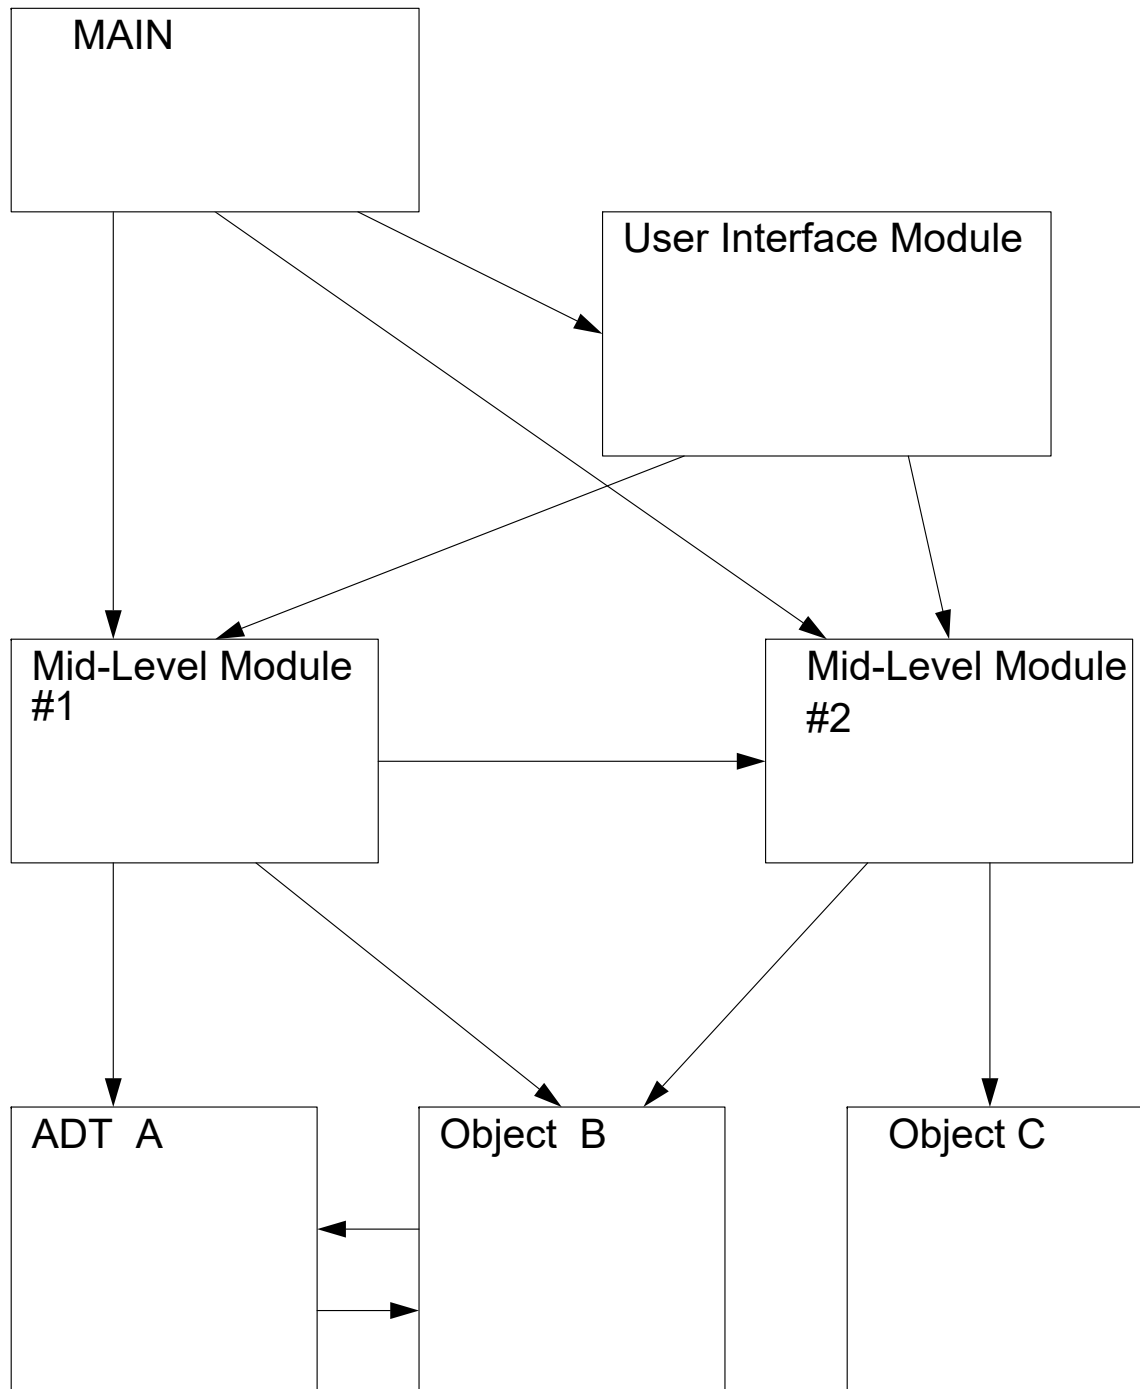 MAIN
User Interface Module
Mid-Level Module
#1
Mid-Level Module
#2
ADT A
Object B
Object C